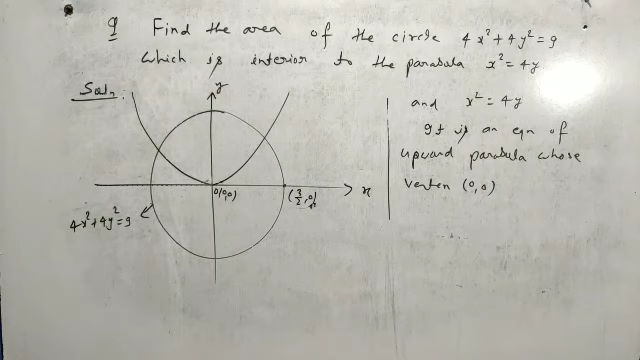 Q Find the area of the circle 4x²+4y²=9
which is interior to the parabola x²=4y
Soln.
y
O(0,0)
(3/2,0)
x
4x²+4y²=9
and x²=4y
It is an eqn of
upward parabola whose
vertex (0,0)